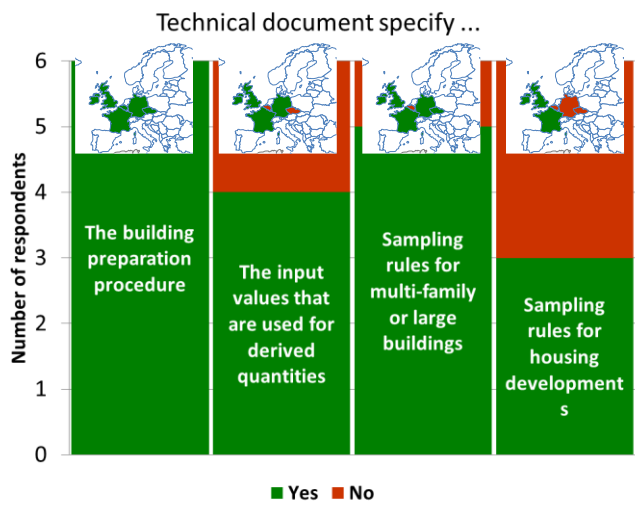 Technical document specify ...
Number of respondents
6
5
4
3
2
1
0
The building
preparation
procedure
The input
values that
are used for
derived
quantities
Sampling
rules for
multi-family
or large
buildings
Sampling
rules for
housing
development
s
Yes
No